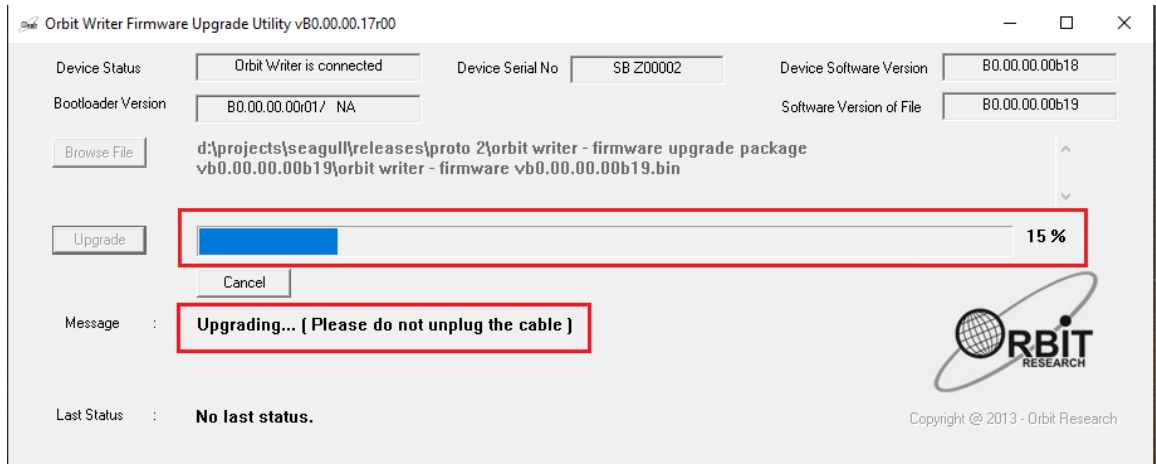 Orbit Writer Firmware Upgrade Utility vB0.00.00.17r00
Device Status Orbit Writer is connected Device Serial No SB Z00002 Device Software Version B0.00.00.00b18
Bootloader Version B0.00.00.00r01/ NA Software Version of File B0.00.00.00b19
Browse File d:\projects\seagull\releases\proto 2\orbit writer - firmware upgrade package
vb0.00.00.00b19\orbit writer - firmware vb0.00.00.00b19.bin
Upgrade 15 %
Cancel
Message : Upgrading... ( Please do not unplug the cable )
ORBIT
RESEARCH
Last Status : No last status.
Copyright @ 2013 - Orbit Research